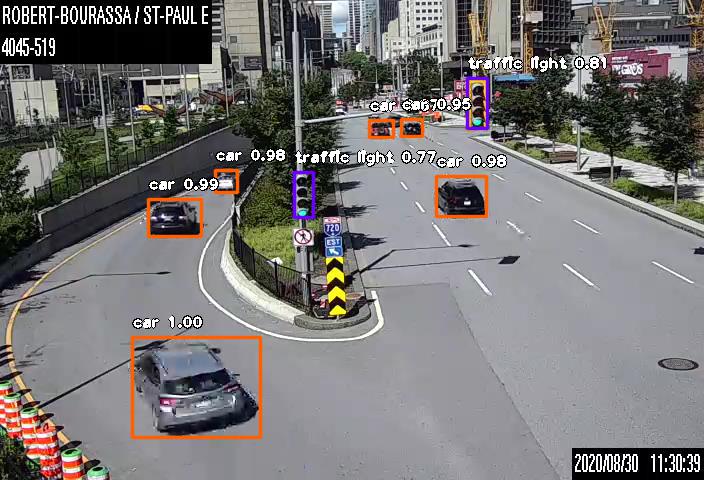 ROBERT-BOURASSA / ST-PAUL E
4045-519
traffic light 0.81
car 0.95
car 0.98
traffic light 0.77
car 0.98
car 0.99
720
EST
car 1.00
2020/08/30 11:30:39